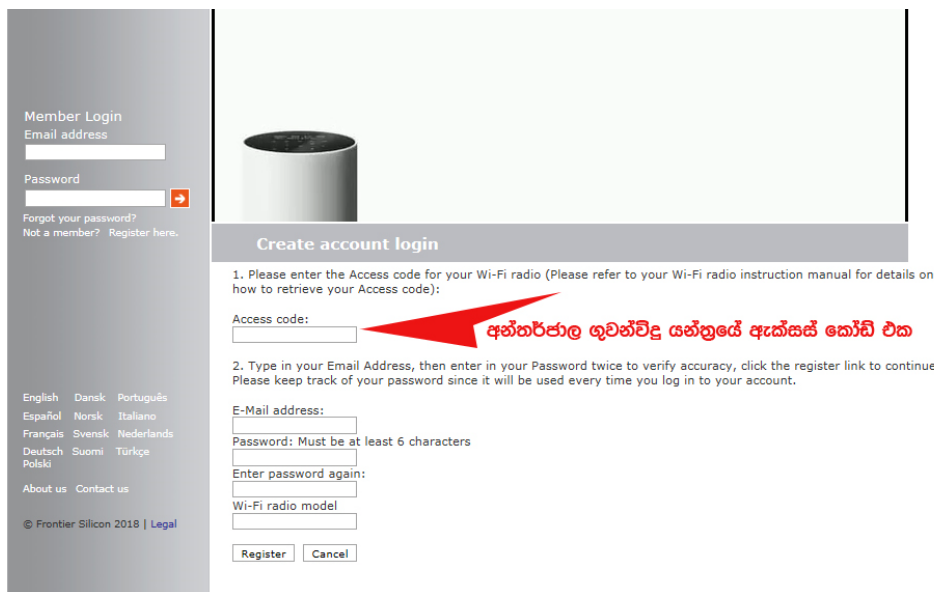 Member Login
Email address
Password
Forgot your password?
Not a member? Register here.
Create account login
1. Please enter the Access code for your Wi-Fi radio (Please refer to your Wi-Fi radio instruction manual for details on
how to retrieve your Access code):
Access code:
අන්තර්ජාල ගුවන්විදු යන්ත්‍රයේ ඇක්සස් කෝඩ් එක
2. Type in your Email Address, then enter in your Password twice to verify accuracy, click the register link to continue
Please keep track of your password since it will be used every time you log in to your account.
E-Mail address:
Password: Must be at least 6 characters
Enter password again:
Wi-Fi radio model
Register Cancel
English Dansk Português
Español Norsk Italiano
Français Svensk Nederlands
Deutsch Suomi Türkçe
Polski
About us Contact us
© Frontier Silicon 2018 | Legal